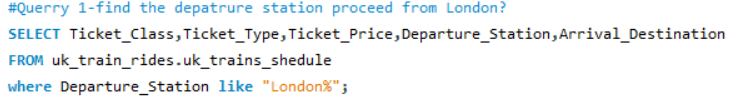 #Querry 1-find the depatrure station proceed from London?
SELECT Ticket_Class,Ticket_Type,Ticket_Price,Departure_Station,Arrival_Destination
FROM uk_train_rides.uk_trains_shedule
where Departure_Station like "London%";